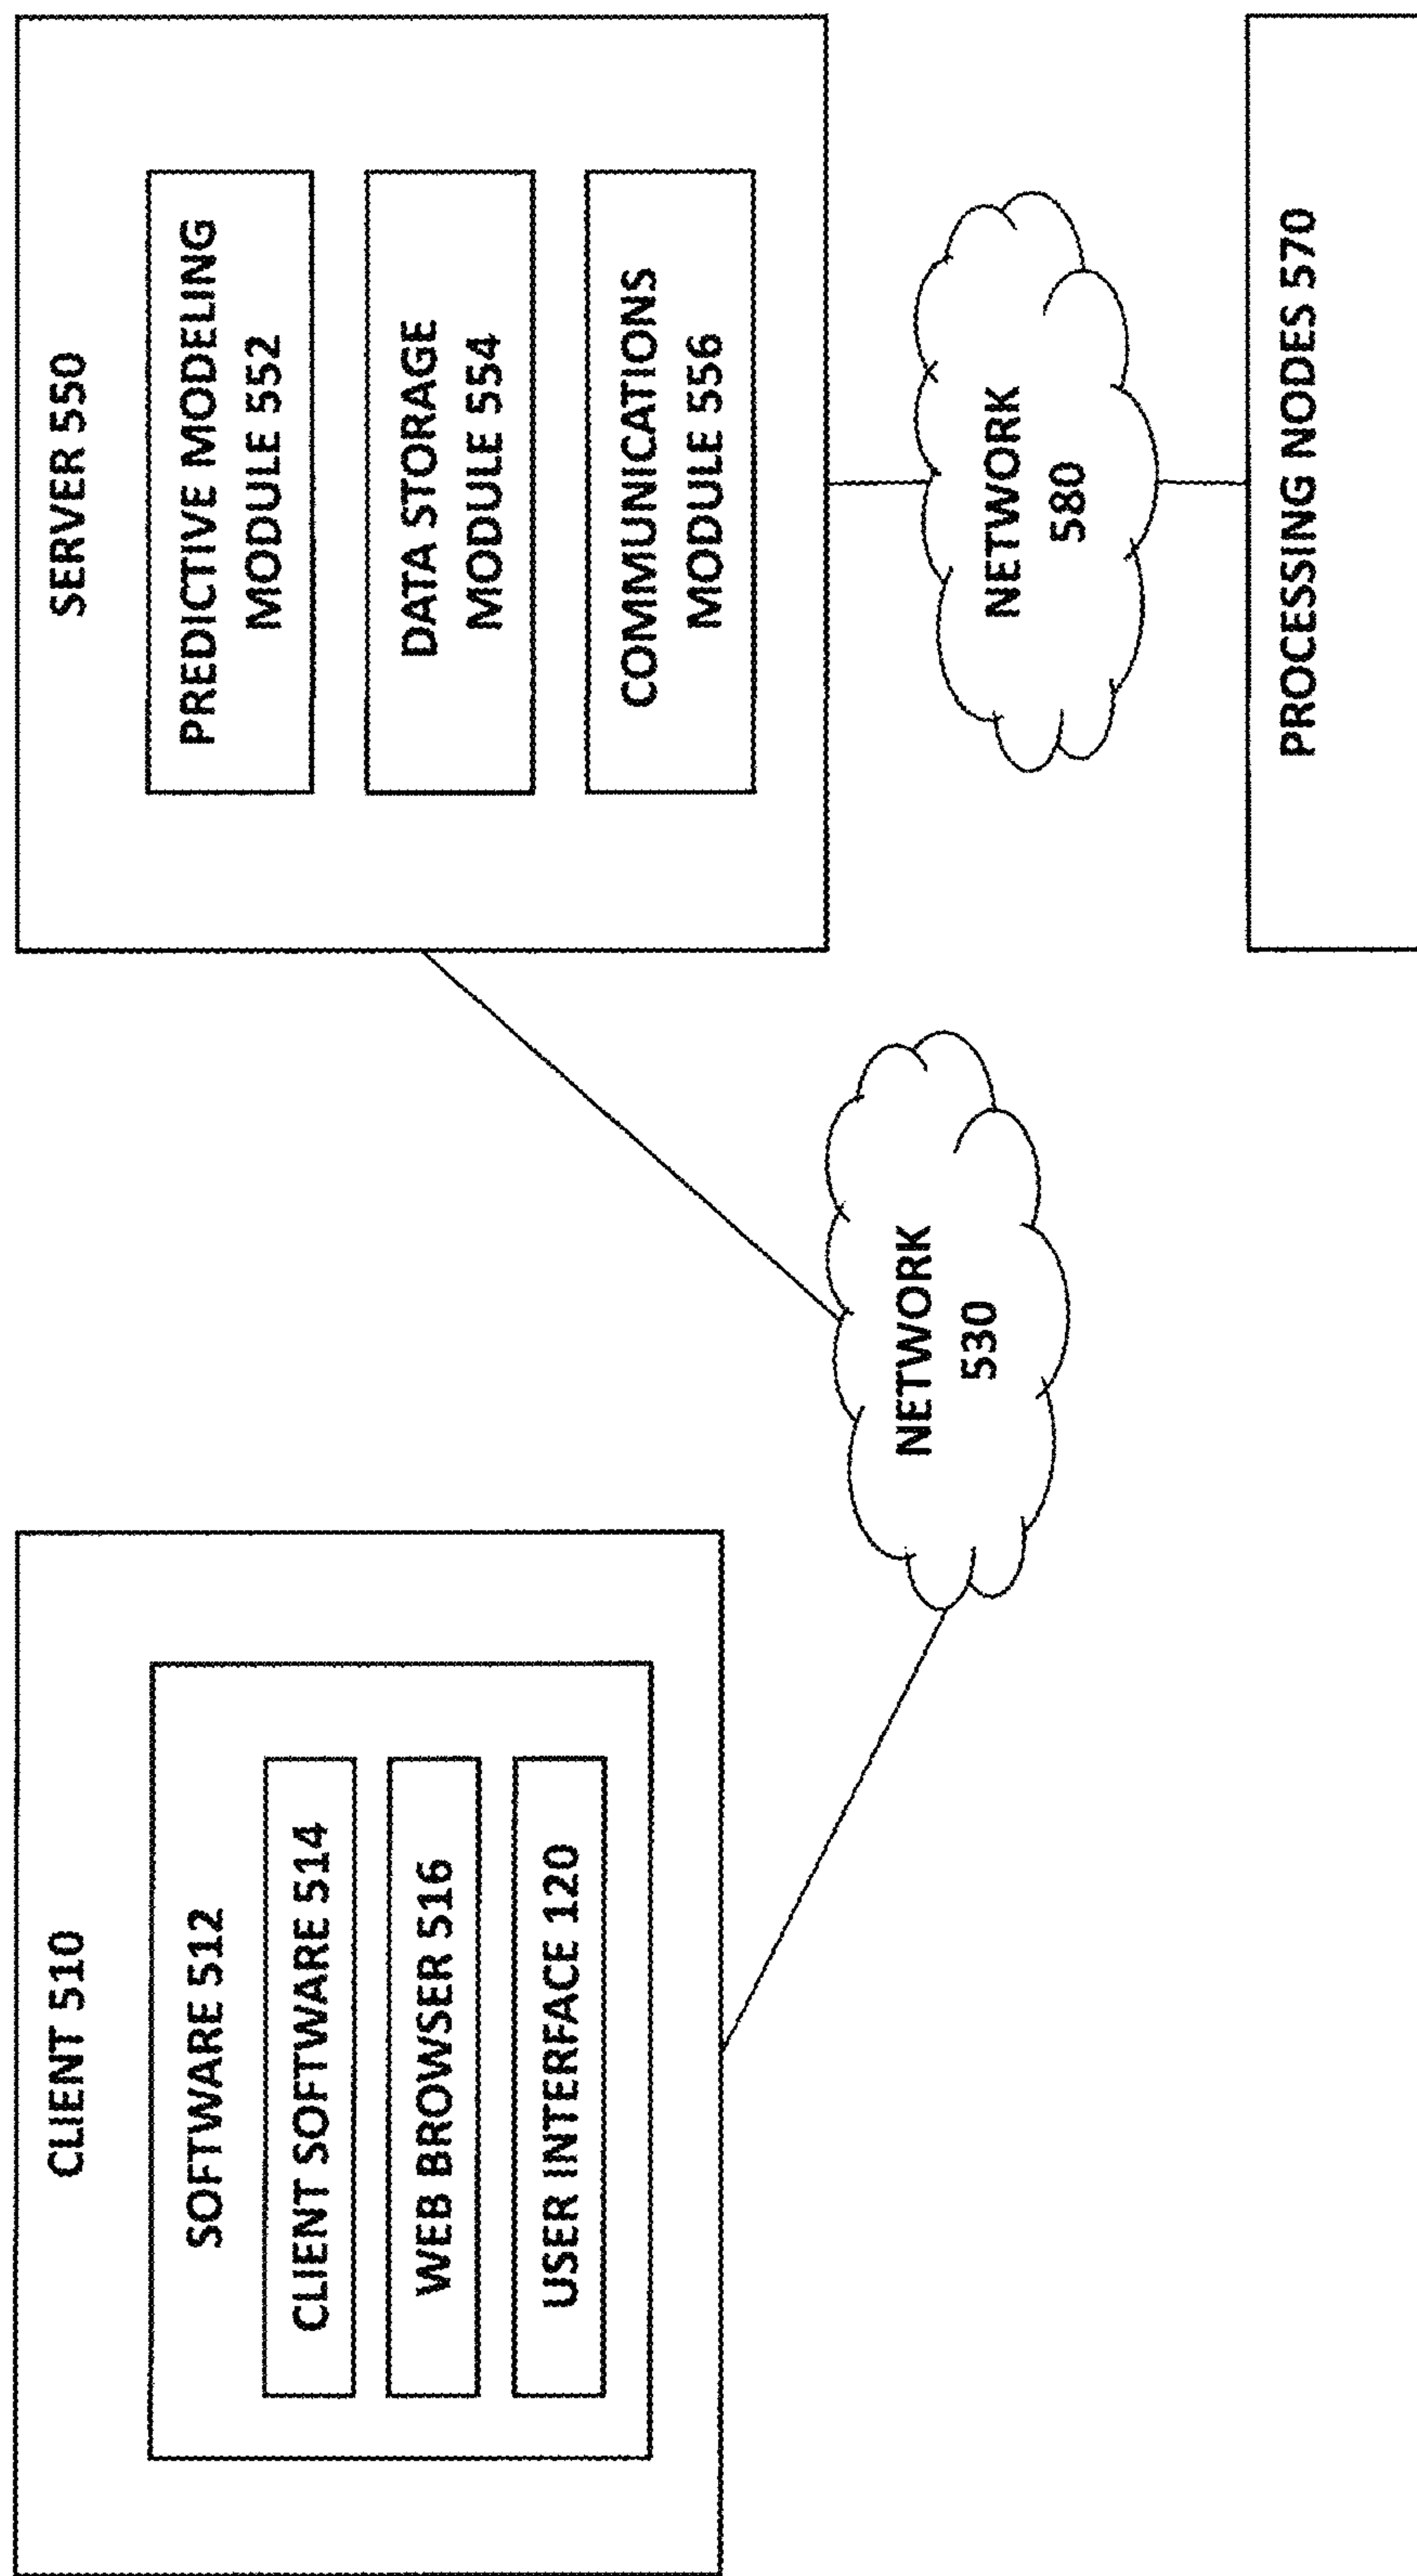 CLIENT 510
SOFTWARE 512
CLIENT SOFTWARE 514
WEB BROWSER 516
USER INTERFACE 120
NETWORK
530
SERVER 550
PREDICTIVE MODELING
MODULE 552
DATA STORAGE
MODULE 554
COMMUNICATIONS
MODULE 556
NETWORK
580
PROCESSING NODES 570